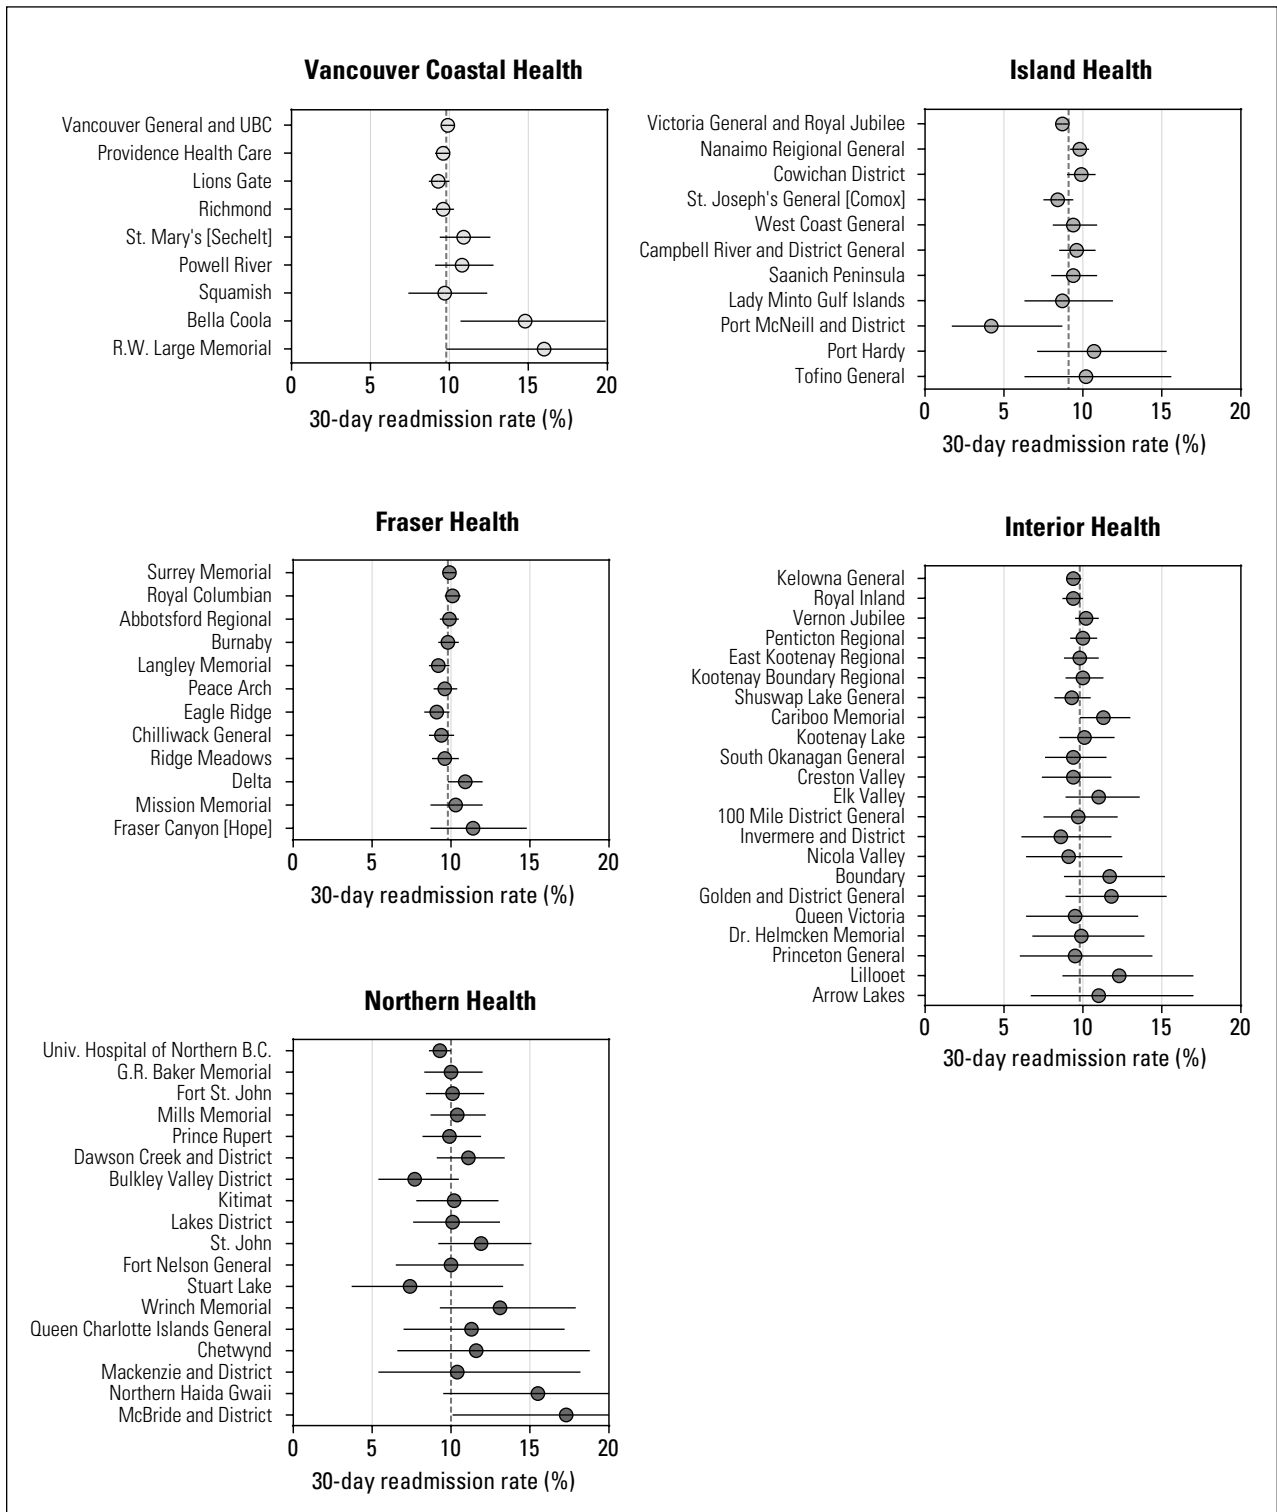 Vancouver Coastal Health
Vancouver General and UBC
Providence Health Care
Lions Gate
Richmond
St. Mary's [Sechelt]
Powell River
Squamish
Bella Coola
R.W. Large Memorial
0 5 10 15 20
30-day readmission rate (%)
Island Health
Victoria General and Royal Jubilee
Nanaimo Reigional General
Cowichan District
St. Joseph's General [Comox]
West Coast General
Campbell River and District General
Saanich Peninsula
Lady Minto Gulf Islands
Port McNeill and District
Port Hardy
Tofino General
0 5 10 15 20
30-day readmission rate (%)
Fraser Health
Surrey Memorial
Royal Columbian
Abbotsford Regional
Burnaby
Langley Memorial
Peace Arch
Eagle Ridge
Chilliwack General
Ridge Meadows
Delta
Mission Memorial
Fraser Canyon [Hope]
0 5 10 15 20
30-day readmission rate (%)
Interior Health
Kelowna General
Royal Inland
Vernon Jubilee
Penticton Regional
East Kootenay Regional
Kootenay Boundary Regional
Shuswap Lake General
Cariboo Memorial
Kootenay Lake
South Okanagan General
Creston Valley
Elk Valley
100 Mile District General
Invermere and District
Nicola Valley
Boundary
Golden and District General
Queen Victoria
Dr. Helmcken Memorial
Princeton General
Lillooet
Arrow Lakes
0 5 10 15 20
30-day readmission rate (%)
Northern Health
Univ. Hospital of Northern B.C.
G.R. Baker Memorial
Fort St. John
Mills Memorial
Prince Rupert
Dawson Creek and District
Bulkley Valley District
Kitimat
Lakes District
St. John
Fort Nelson General
Stuart Lake
Wrinch Memorial
Queen Charlotte Islands General
Chetwynd
Mackenzie and District
Northern Haida Gwaii
McBride and District
0 5 10 15 20
30-day readmission rate (%)